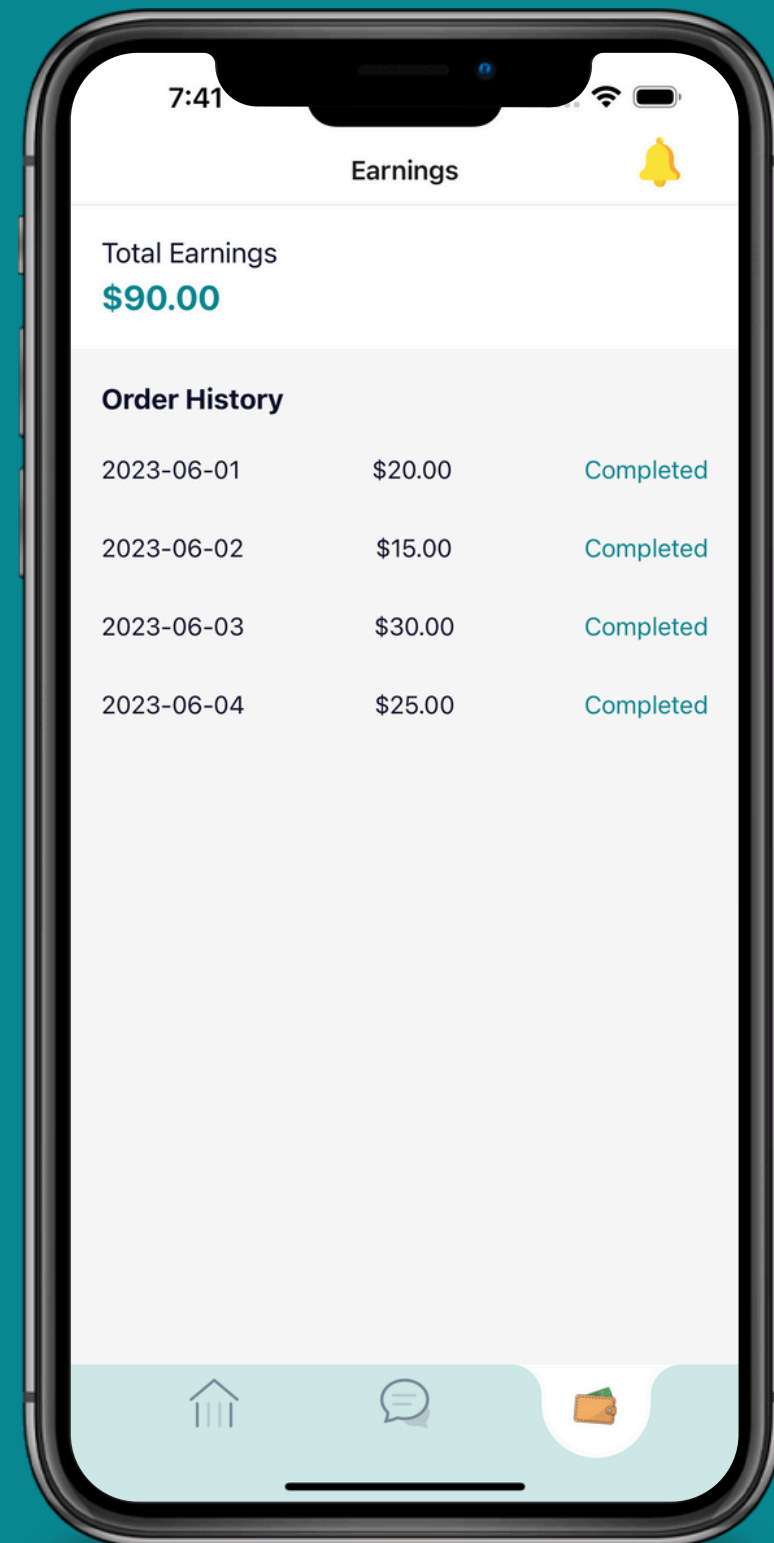 7:41
Earnings
Total Earnings
$90.00
Order History
2023-06-01 $20.00 Completed
2023-06-02 $15.00 Completed
2023-06-03 $30.00 Completed
2023-06-04 $25.00 Completed